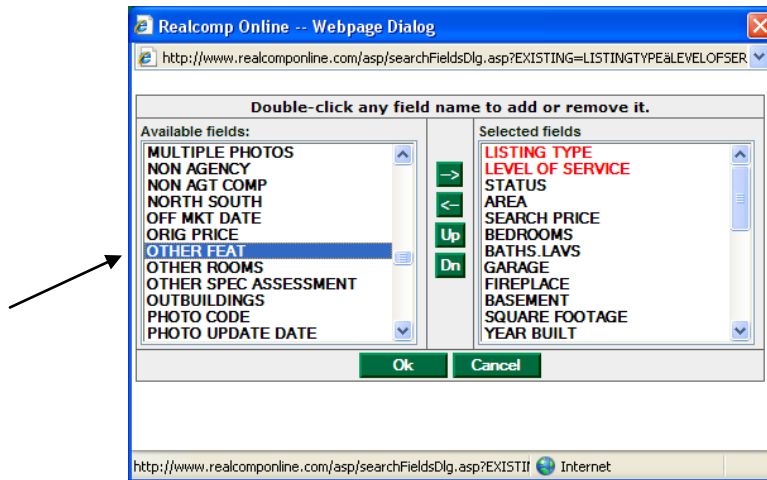 Realcomp Online -- Webpage Dialog
http://www.realcomponline.com/asp/searchFieldsDlg.asp?EXISTING=LISTINGTYPEäLEVELOFSER
Double-click any field name to add or remove it.
Available fields:
MULTIPLE PHOTOS
NON AGENCY
NON AGT COMP
NORTH SOUTH
OFF MKT DATE
ORIG PRICE
OTHER FEAT
OTHER ROOMS
OTHER SPEC ASSESSMENT
OUTBUILDINGS
PHOTO CODE
PHOTO UPDATE DATE
-->
<--
Up
Dn
Selected fields
LISTING TYPE
LEVEL OF SERVICE
STATUS
AREA
SEARCH PRICE
BEDROOMS
BATHS.LAVS
GARAGE
FIREPLACE
BASEMENT
SQUARE FOOTAGE
YEAR BUILT
Ok Cancel
http://www.realcomponline.com/asp/searchFieldsDlg.asp?EXISTI Internet